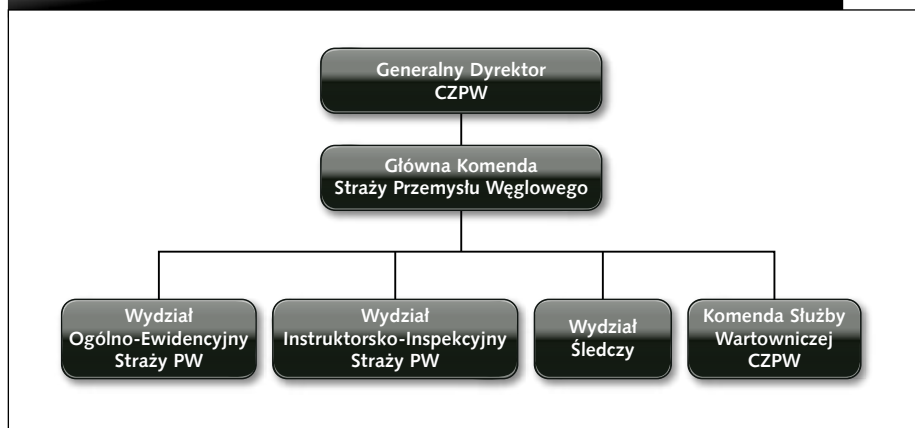 Generalny Dyrektor
CZPW
Główna Komenda
Straży Przemysłu Węglowego
Wydział
Ogólno-Ewidencyjny
Straży PW
Wydział
Instruktorsko-Inspekcyjny
Straży PW
Wydział
Śledczy
Komenda Służby
Wartowniczej
CZPW